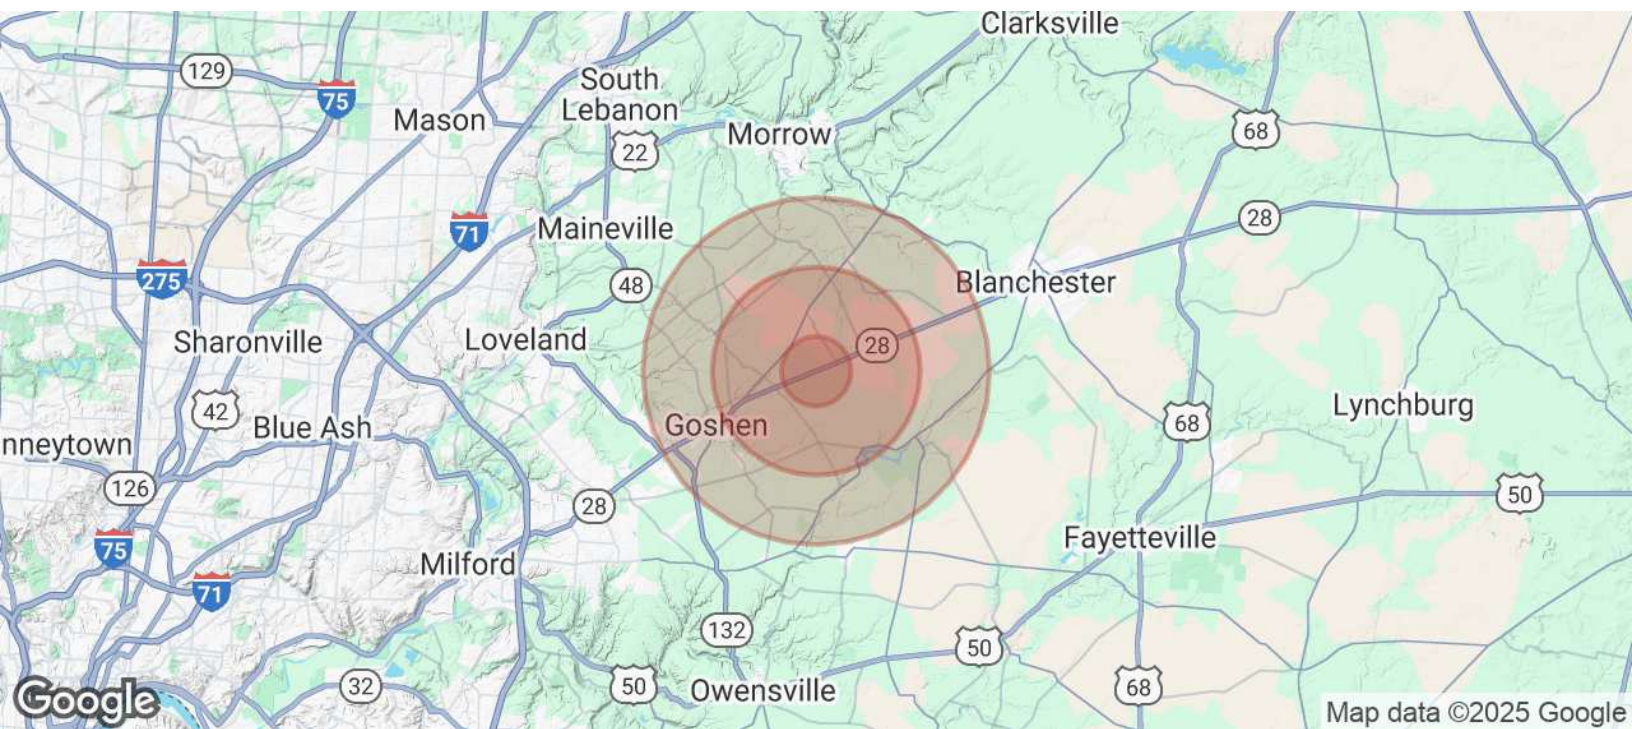 Clarksville
129
75
South
Lebanon
Mason
Morrow
68
22
28
71
Maineville
275
48
Blanchester
Sharonville
Loveland
28
42
Lynchburg
Blue Ash
Goshen
68
nneytown
126
28
50
75
Fayetteville
Milford
71
132
50
32
50
Owensville
68
Google
Map data ©2025 Google